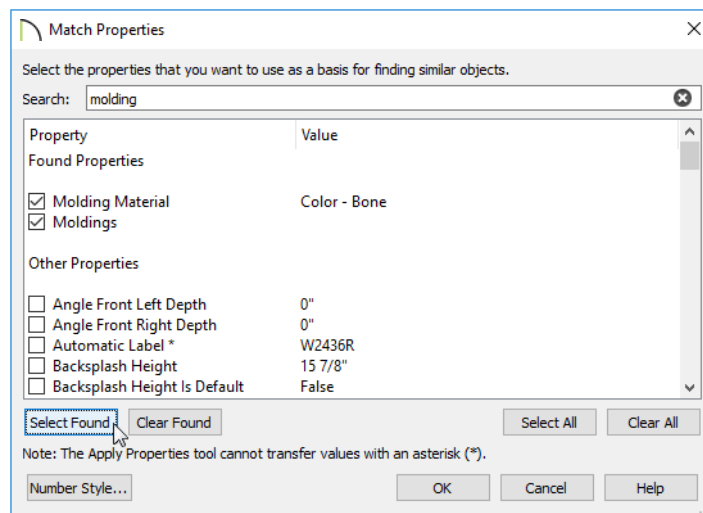 Match Properties
Select the properties that you want to use as a basis for finding similar objects.
Search: molding
Property Value
Found Properties
Molding Material Color - Bone
Moldings
Other Properties
Angle Front Left Depth 0"
Angle Front Right Depth 0"
Automatic Label * W2436R
Backsplash Height 15 7/8"
Backsplash Height Is Default False
Select Found Clear Found Select All Clear All
Note: The Apply Properties tool cannot transfer values with an asterisk (*).
Number Style... OK Cancel Help